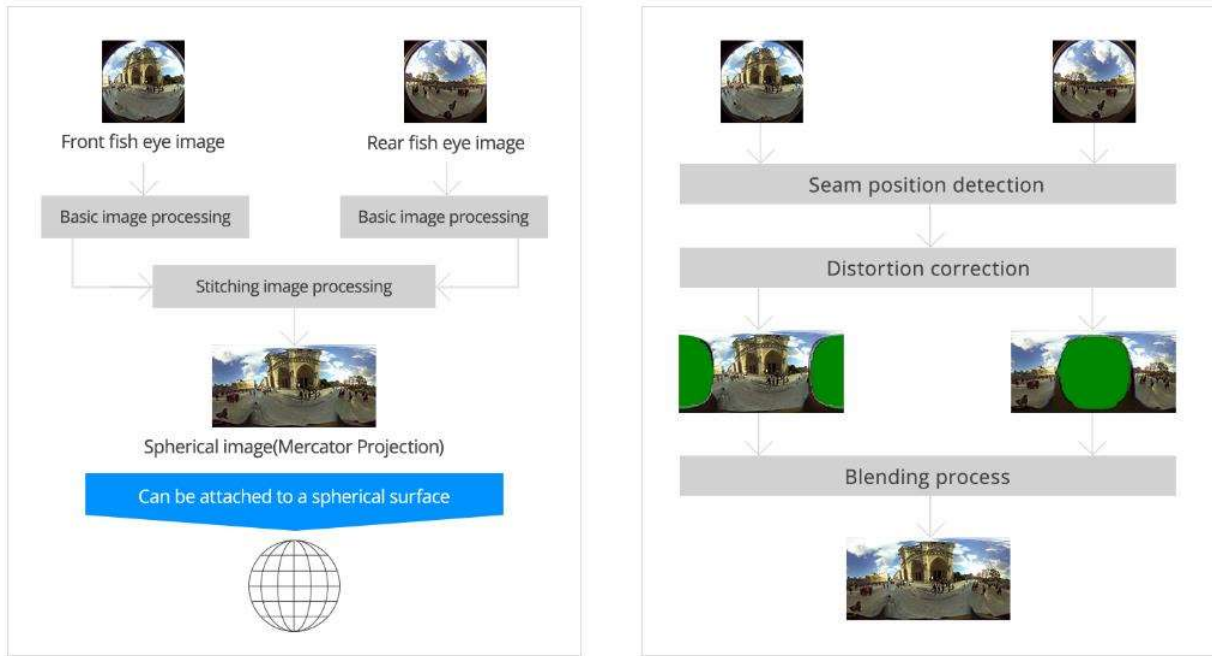 Front fish eye image
Rear fish eye image
Basic image processing
Basic image processing
Stitching image processing
Spherical image(Mercator Projection)
Can be attached to a spherical surface
Seam position detection
Distortion correction
Blending process